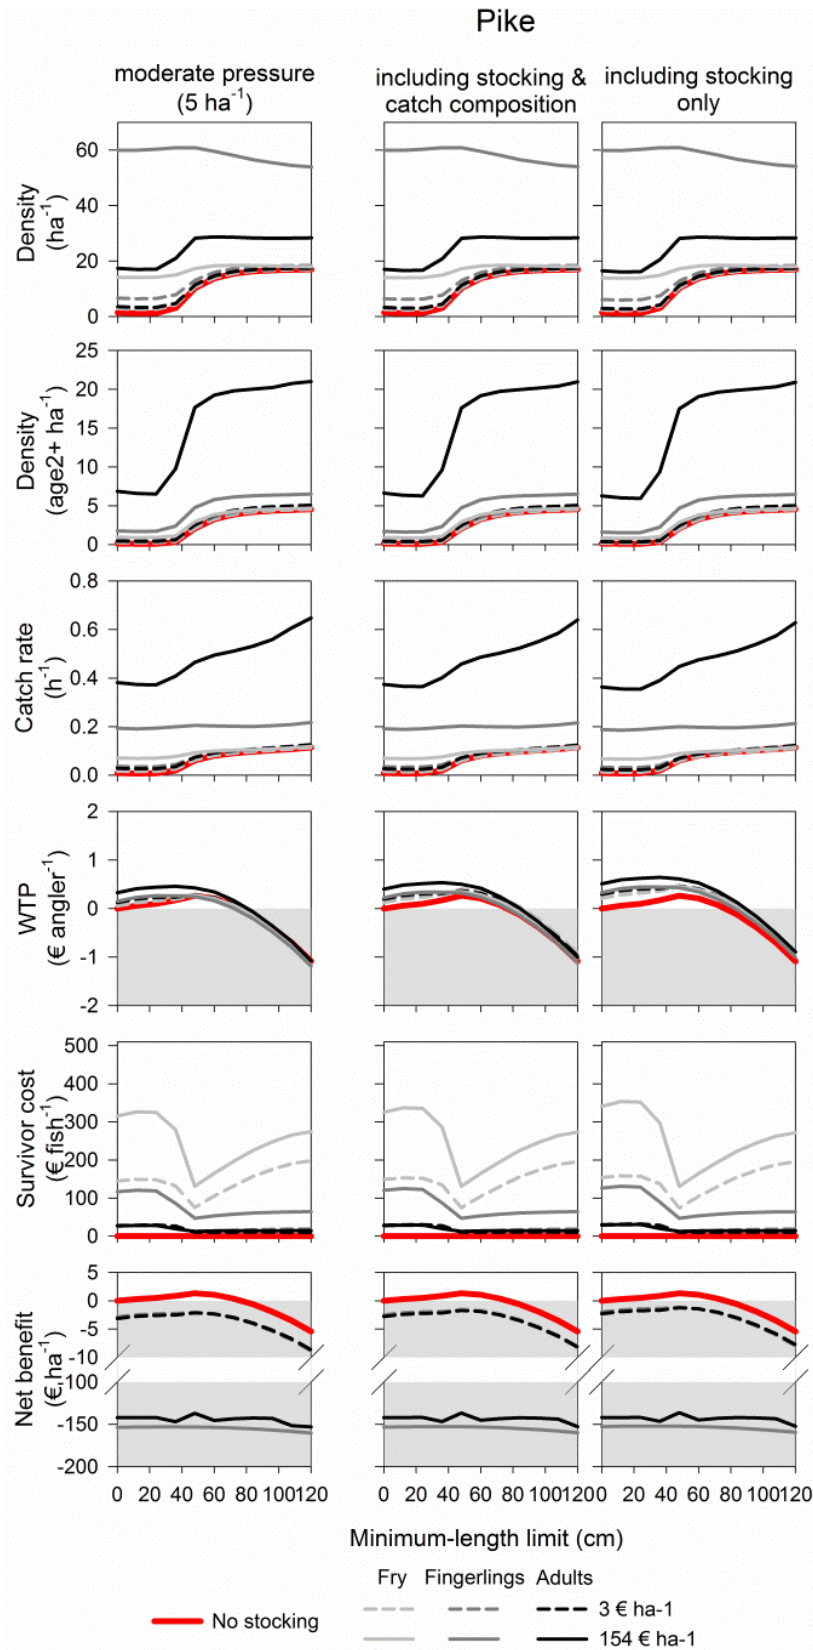 Pike
moderate pressure
(5 ha-1)
including stocking &
catch composition
including stocking
only
Density
(ha-1)
60
40
20
0
Density
(age2+ ha-1)
25
20
15
10
5
0
Catch rate
(h-1)
0.8
0.6
0.4
0.2
0.0
WTP
(€ angler-1)
2
1
0
-1
-2
Survivor cost
(€ fish-1)
500
400
300
200
100
0
Net benefit
(€,ha-1)
5
0
-5
-10
-100
-150
-200
0 20 40 60 80 100120
0 20 40 60 80 100120
0 20 40 60 80 100120
Minimum-length limit (cm)
Fry Fingerlings Adults
No stocking
3 € ha-1
154 € ha-1